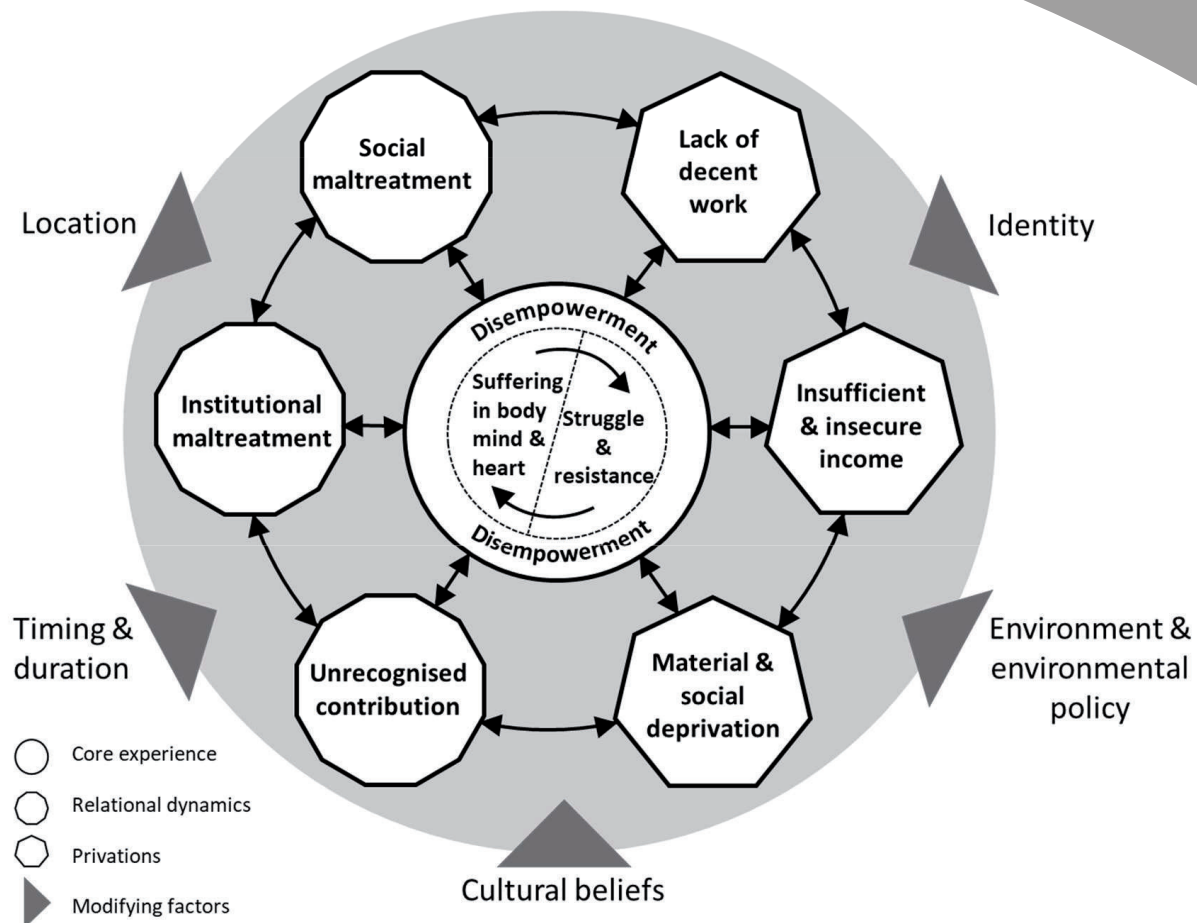 Social
maltreatment
Lack of
decent
work
Location
Identity
Disempowerment
Suffering
in body
mind &
heart
Struggle
&
resistance
Disempowerment
Institutional
maltreatment
Insufficient
& insecure
income
Timing &
duration
Unrecognised
contribution
Material &
social
deprivation
Environment &
environmental
policy
Core experience
Relational dynamics
Privations
Modifying factors
Cultural beliefs